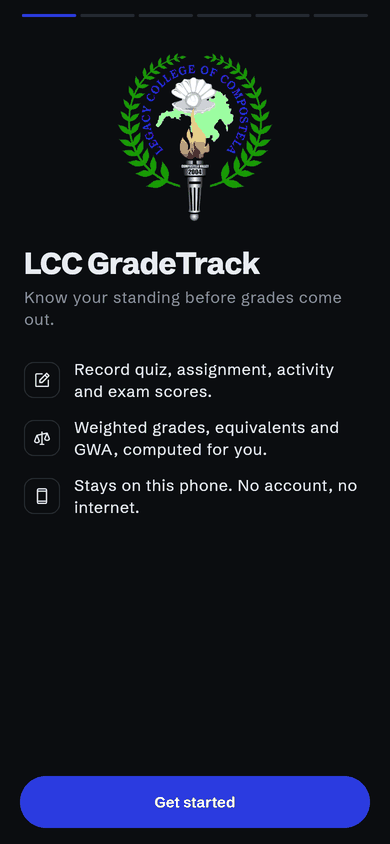 LEGACY COLLEGE OF COMPOSTELA
COMPOSTELA VALLEY
2004
LCC GradeTrack
Know your standing before grades come
out.
Record quiz, assignment, activity
and exam scores.
Weighted grades, equivalents and
GWA, computed for you.
Stays on this phone. No account, no
internet.
Get started